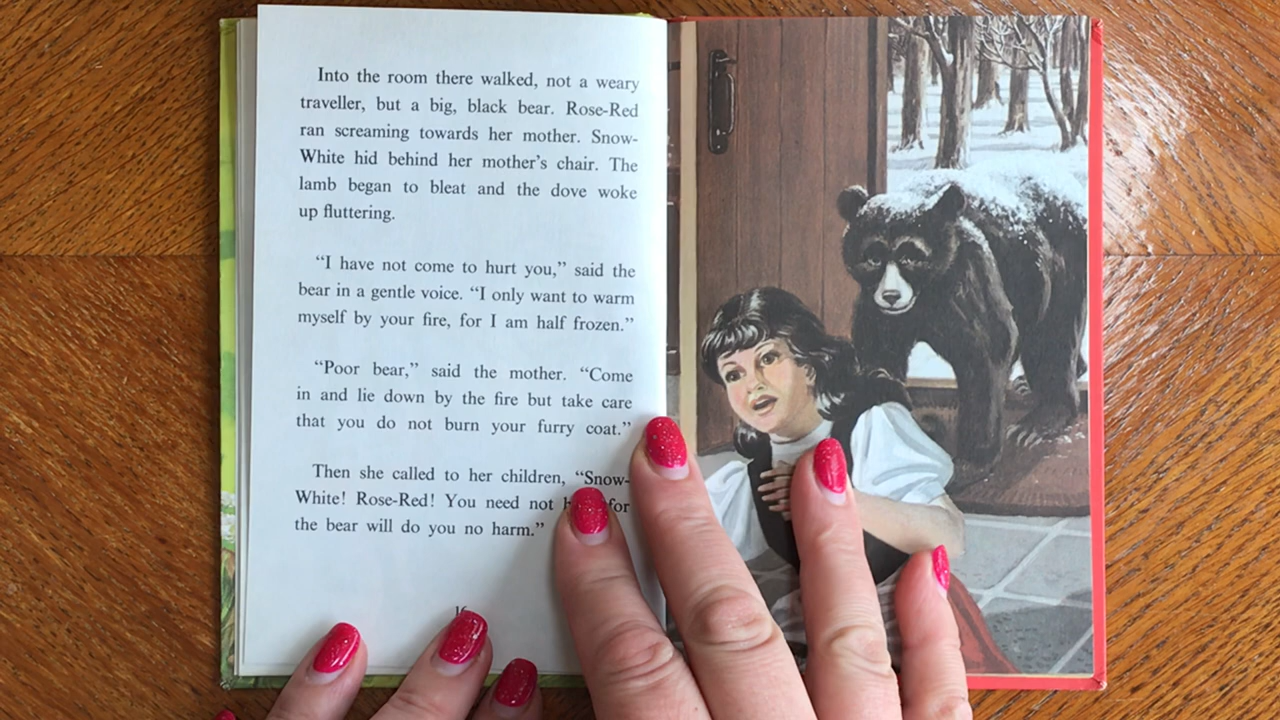 Into the room there walked, not a weary
traveller, but a big, black bear. Rose-Red
ran screaming towards her mother. Snow-
White hid behind her mother's chair. The
lamb began to bleat and the dove woke
up fluttering.
“I have not come to hurt you,” said the
bear in a gentle voice. “I only want to warm
myself by your fire, for I am half frozen.”
“Poor bear,” said the mother. “Come
in and lie down by the fire but take care
that you do not burn your furry coat.”
Then she called to her children, “Snow-
White! Rose-Red! You need not for
the bear will do you no harm.”
16